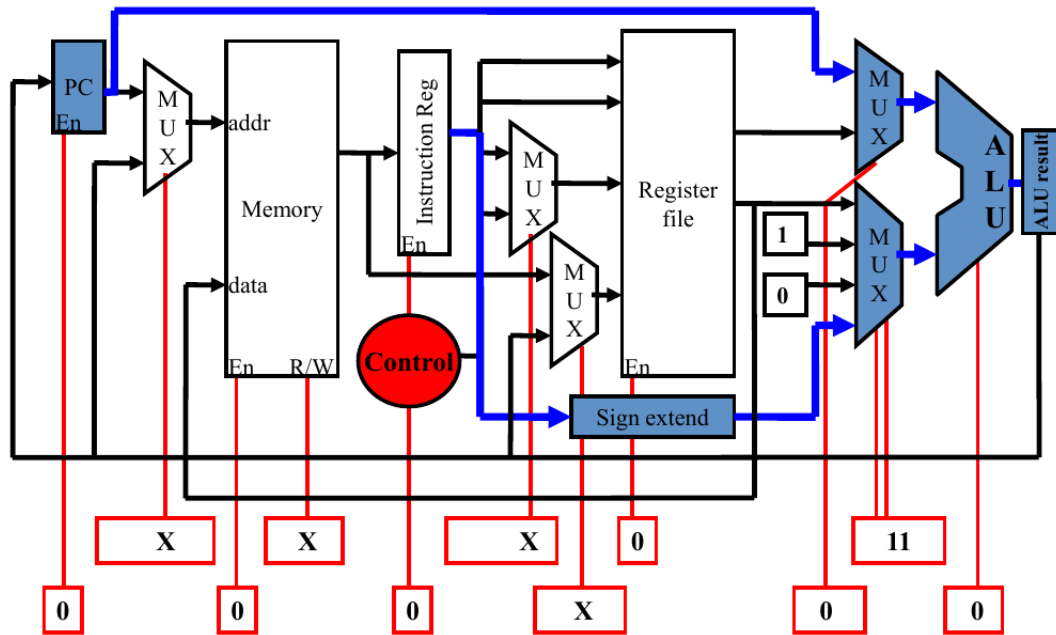 PC
En
M
U
X
addr
Memory
data
En
R/W
Instruction Reg
En
Control
M
U
X
M
U
X
Register
file
En
Sign extend
1
0
M
U
X
M
U
X
A
L
U
ALU result
X
X
X
0
11
0
0
0
X
0
0